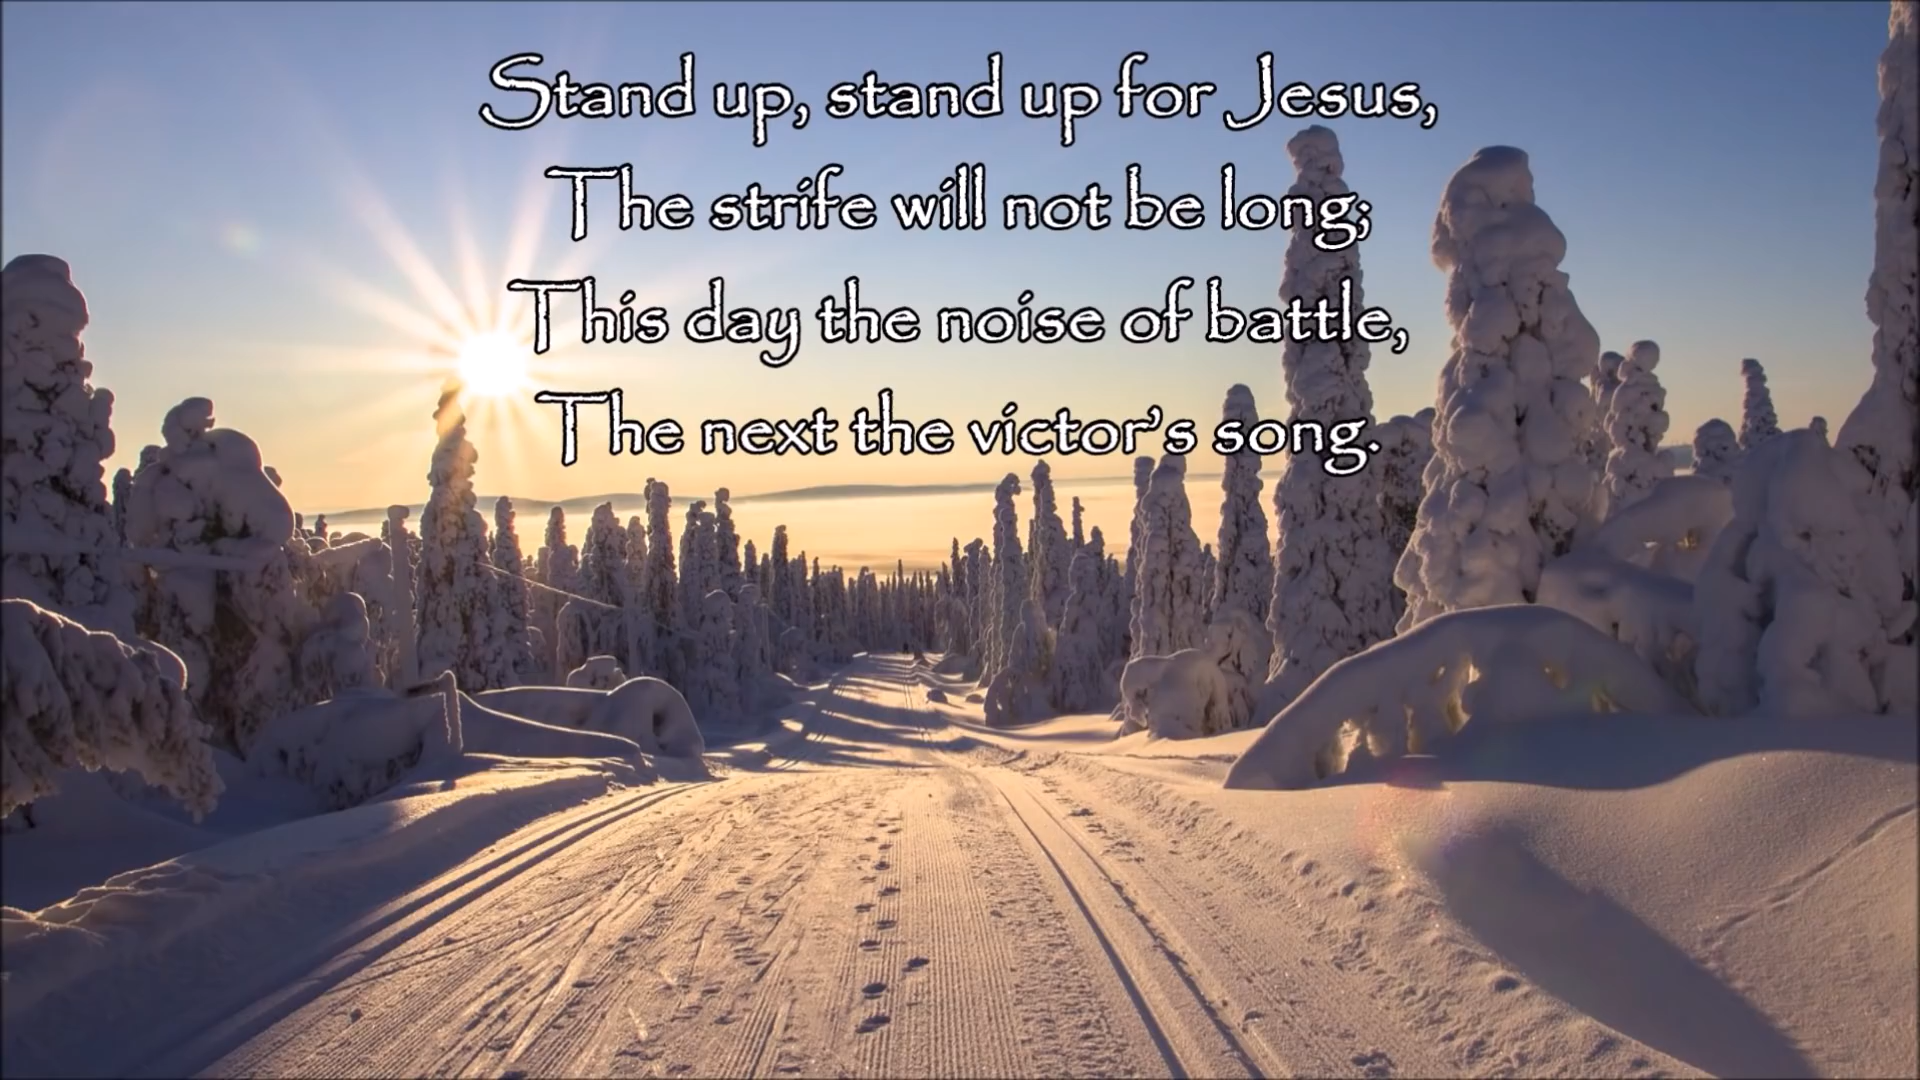 Stand up, stand up for Jesus,
The strife will not be long;
This day the noise of battle,
The next the victor's song.